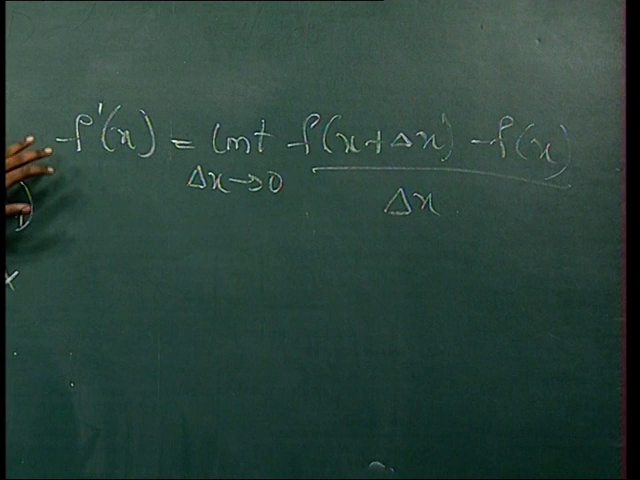 f'(x) = lmt f(x+Δx) - f(x)
Δx→0 Δx